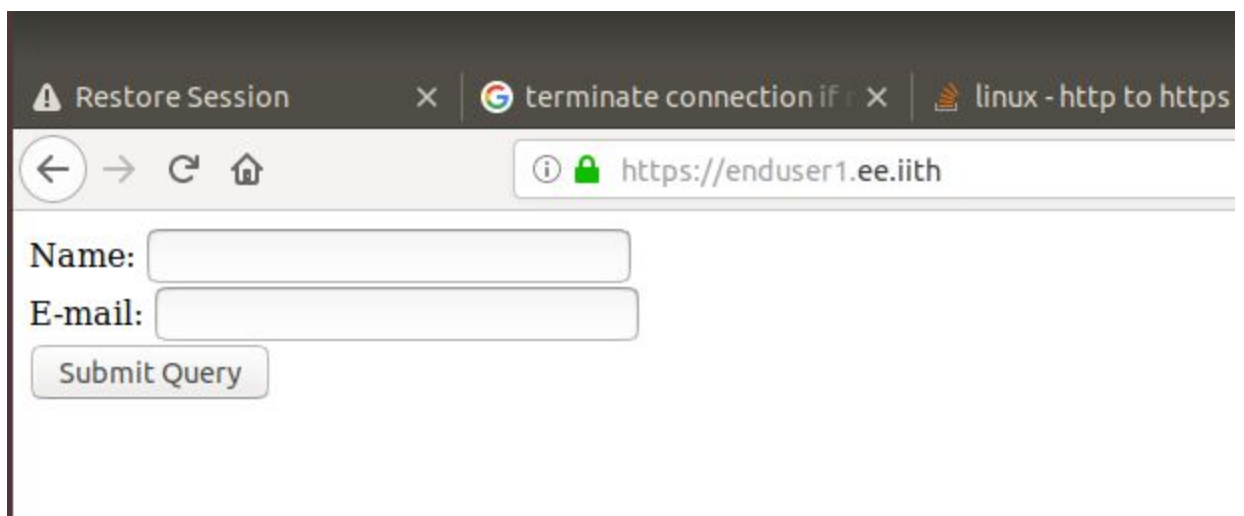 Restore Session
terminate connection if
linux - http to https
https://enduser1.ee.iith
Name:
E-mail:
Submit Query